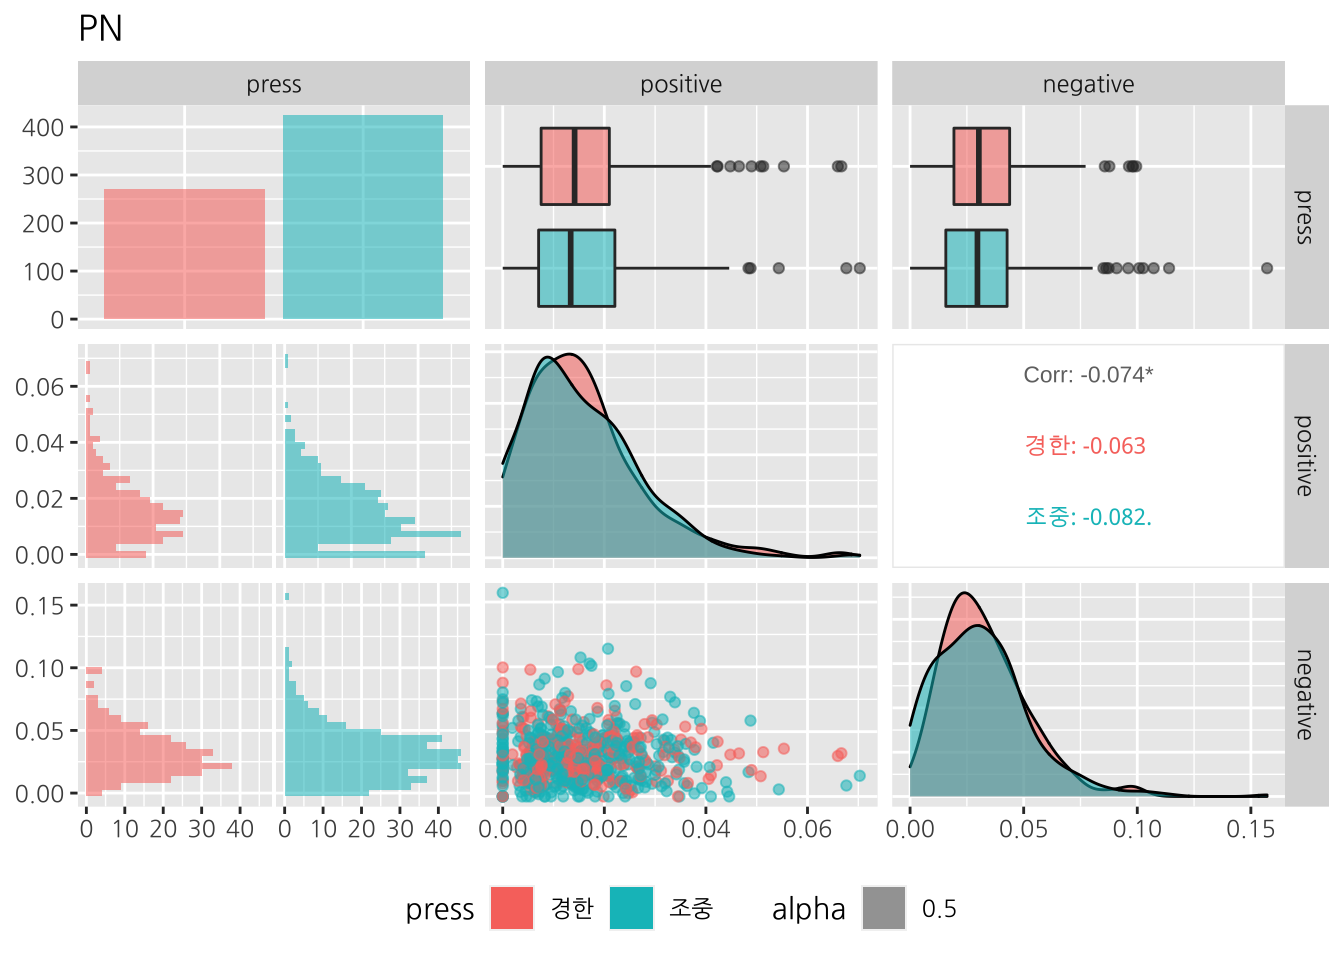 PN
press positive negative
400
300
200
100
0
press
0.06
0.04
0.02
0.00
Corr: -0.074*
경한: -0.063
조중: -0.082.
positive
0.15
0.10
0.05
0.00
negative
0 10 20 30 40 0 10 20 30 40 0.00 0.02 0.04 0.06 0.00 0.05 0.10 0.15
press 경한 조중 alpha 0.5